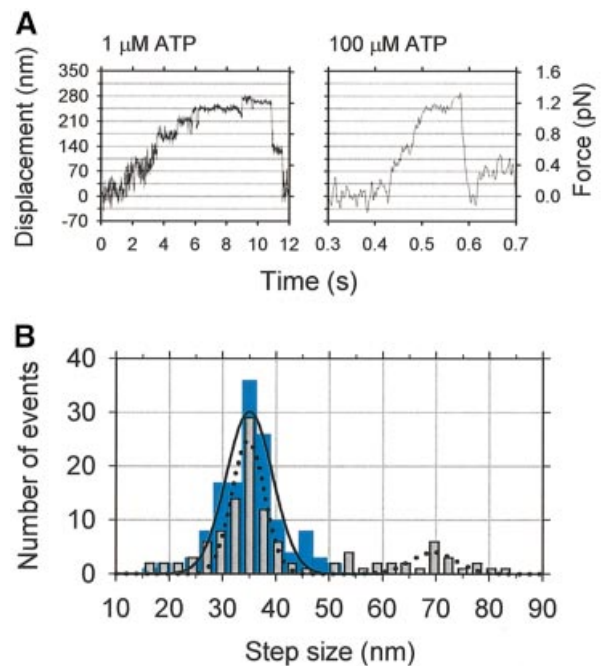 A
1 μM ATP
100 μM ATP
Displacement (nm)
350
280
210
140
70
0
-70
1.6
1.2
0.8
0.4
0.0
Force (pN)
0 2 4 6 8 10 12
0.3 0.4 0.5 0.6 0.7
Time (s)
B
Number of events
40
30
20
10
0
10 20 30 40 50 60 70 80 90
Step size (nm)